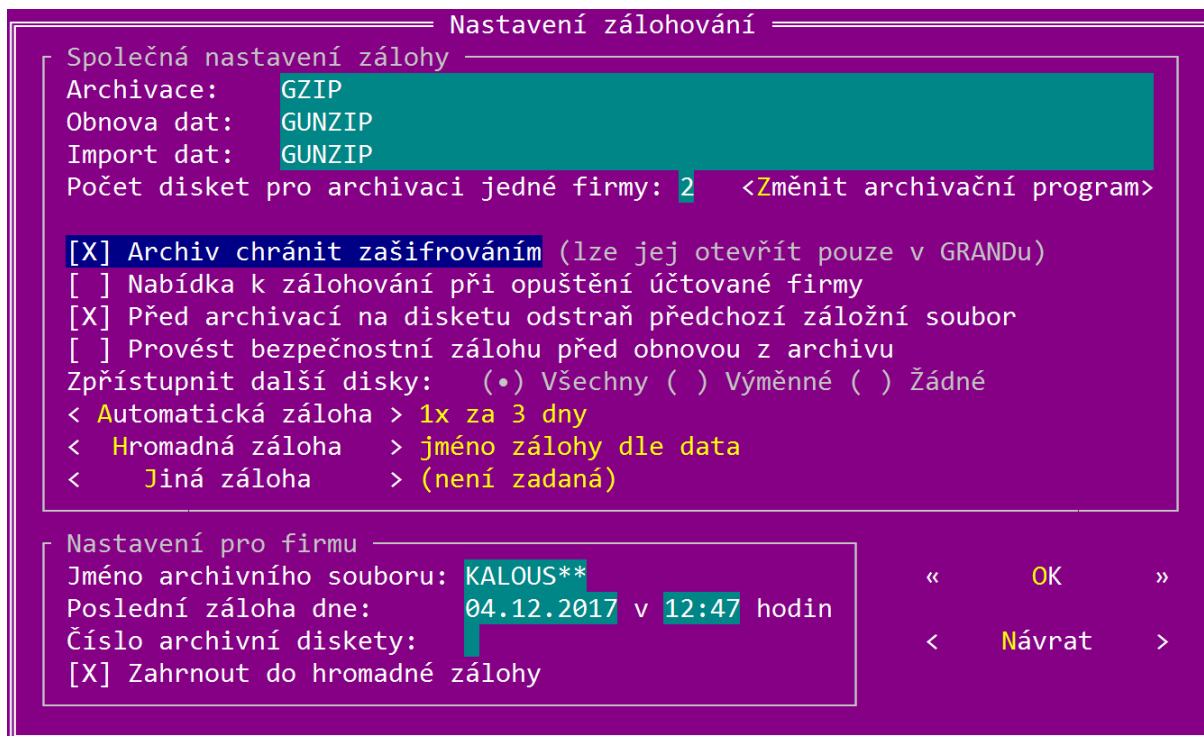 Nastavení zálohování
Společná nastavení zálohy
Archivace: GZIP
Obnova dat: GUNZIP
Import dat: GUNZIP
Počet disket pro archivaci jedné firmy: 2 <Změnit archivační program>
[X] Archiv chránit zašifrováním (lze jej otevřít pouze v GRANDu)
[ ] Nabídka k zálohování při opuštění účtované firmy
[X] Před archivací na disketu odstraň předchozí záložní soubor
[ ] Provést bezpečnostní zálohu před obnovou z archivu
Zpřístupnit další disky: (•) Všechny ( ) Výměnné ( ) Žádné
< Automatická záloha > 1x za 3 dny
< Hromadná záloha > jméno zálohy dle data
< Jiná záloha > (není zadaná)
Nastavení pro firmu
Jméno archivního souboru: KALOUS**
Poslední záloha dne: 04.12.2017 v 12:47 hodin
Číslo archivní diskety:
[X] Zahrnout do hromadné zálohy
« OK »
< Návrat >